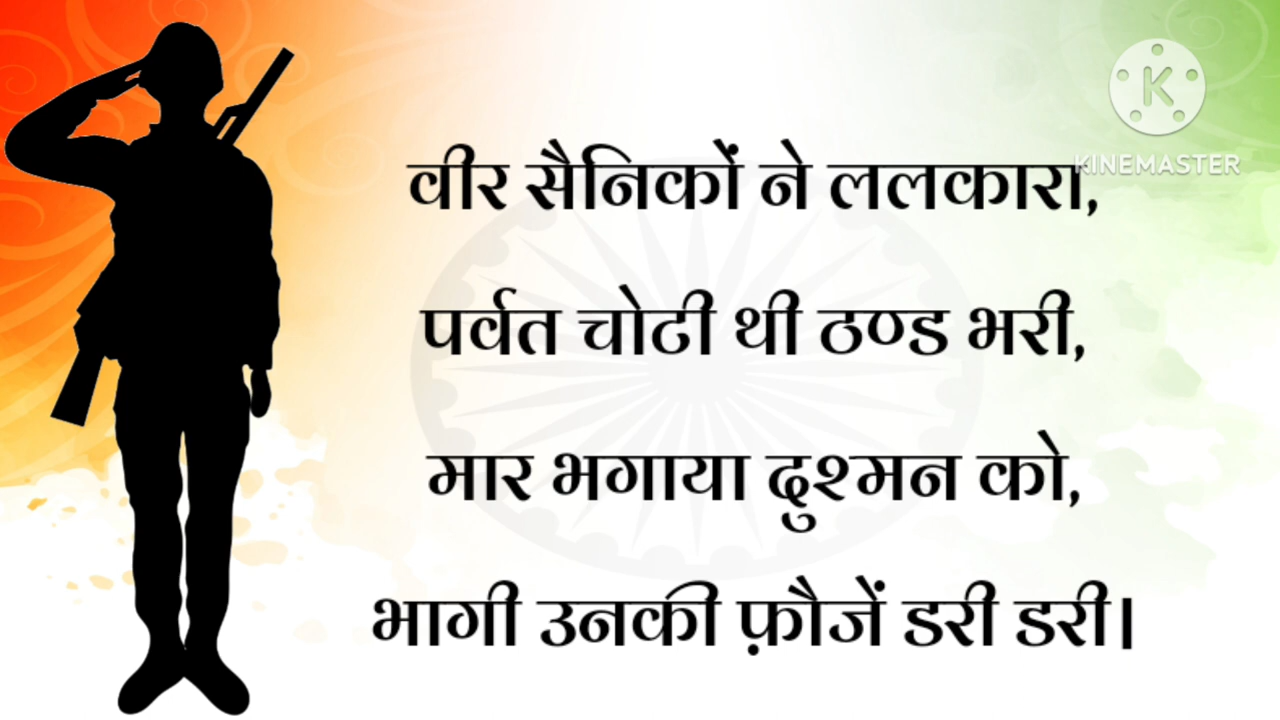 वीर सैनिकों ने ललकारा,
पर्वत चोटी थी ठण्ड भरी,
मार भगाया दुश्मन को,
भागी उनकी फ़ौजें डरी डरी।
K
KINEMASTER